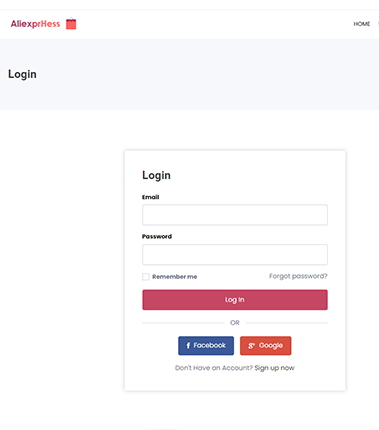 AliexprHess
HOME
Login
Login
Email
Password
Remember me
Forgot password?
Log In
OR
Facebook
Google
Don't Have an Account? Sign up now